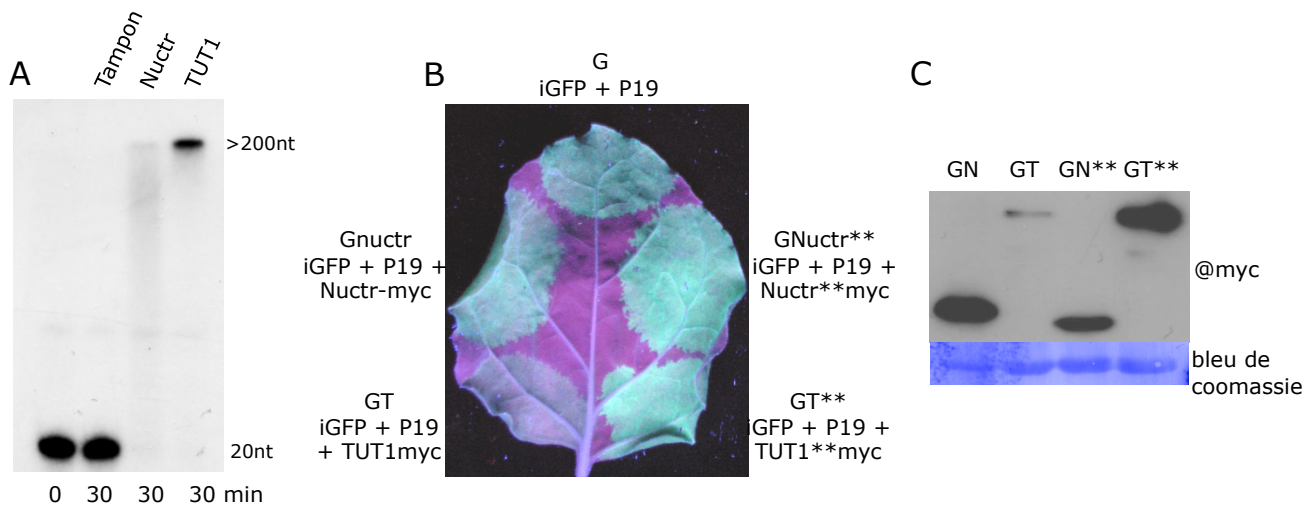 A
Tampon
Nuctr
TUT1
>200nt
20nt
0 30 30 30 min
B
G
iGFP + P19
Gnuctr
iGFP + P19 +
Nuctr-myc
GNuctr**
iGFP + P19 +
Nuctr**myc
GT
iGFP + P19
+ TUT1myc
GT**
iGFP + P19 +
TUT1**myc
C
GN GT GN** GT**
@myc
bleu de
coomassie